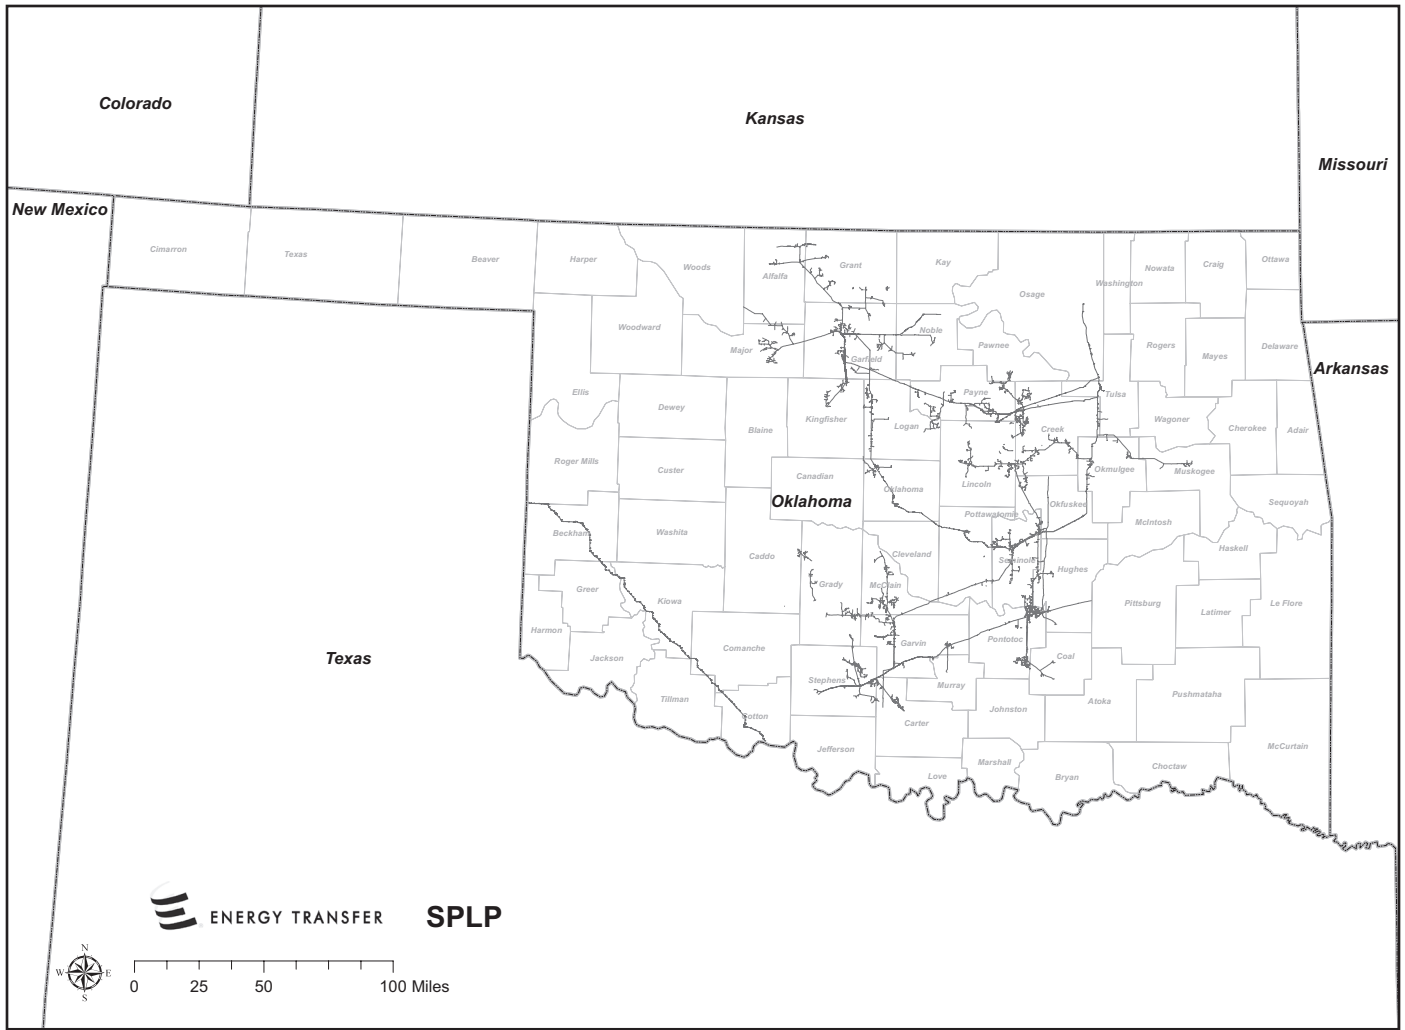 Colorado
Kansas
Missouri
New Mexico
Cimarron
Texas
Beaver
Harper
Woods
Alfalfa
Grant
Kay
Osage
Washington
Nowata
Craig
Ottawa
Woodward
Major
Garfield
Noble
Pawnee
Rogers
Mayes
Delaware
Arkansas
Ellis
Dewey
Blaine
Kingfisher
Logan
Payne
Creek
Tulsa
Wagoner
Cherokee
Adair
Roger Mills
Custer
Canadian
Oklahoma
Oklahoma
Lincoln
Okfuskee
Okmulgee
Muskogee
Sequoyah
Beckham
Washita
Caddo
Grady
Cleveland
McClain
Pottawatomie
Seminole
Hughes
McIntosh
Haskell
Greer
Kiowa
Pittsburg
Latimer
Le Flore
Harmon
Jackson
Comanche
Garvin
Pontotoc
Coal
Texas
Tillman
Cotton
Stephens
Murray
Johnston
Atoka
Pushmataha
Carter
Jefferson
Love
Marshall
Bryan
Choctaw
McCurtain
ENERGY TRANSFER SPLP
N
W E
S
0 25 50 100 Miles